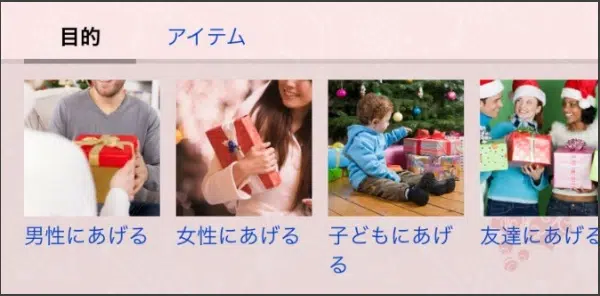 目的
アイテム
男性にあげる
女性にあげる
子どもにあげ
る
友達にあげる